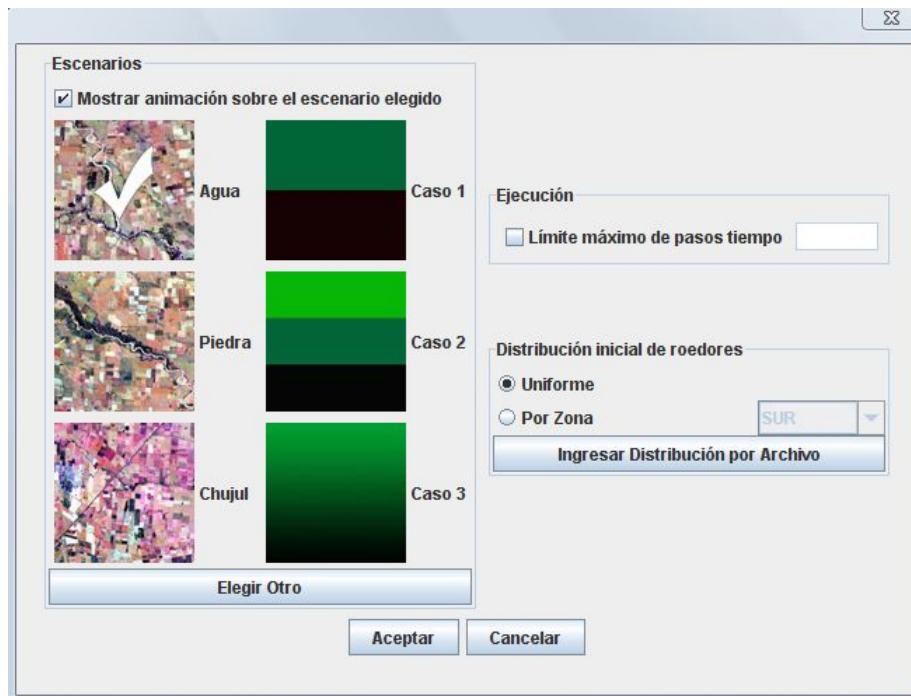 Escenarios
Mostrar animación sobre el escenario elegido
Agua
Caso 1
Piedra
Caso 2
Chujul
Caso 3
Elegir Otro
Ejecución
Límite máximo de pasos tiempo
Distribución inicial de roedores
Uniforme
Por Zona
SUR
Ingresar Distribución por Archivo
Aceptar
Cancelar